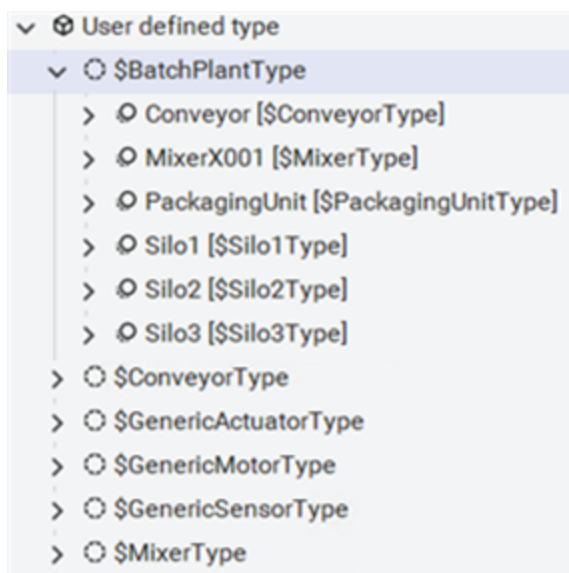 User defined type
$BatchPlantType
Conveyor [$ConveyorType]
MixerX001 [$MixerType]
PackagingUnit [$PackagingUnitType]
Silo1 [$Silo1Type]
Silo2 [$Silo2Type]
Silo3 [$Silo3Type]
$ConveyorType
$GenericActuatorType
$GenericMotorType
$GenericSensorType
$MixerType